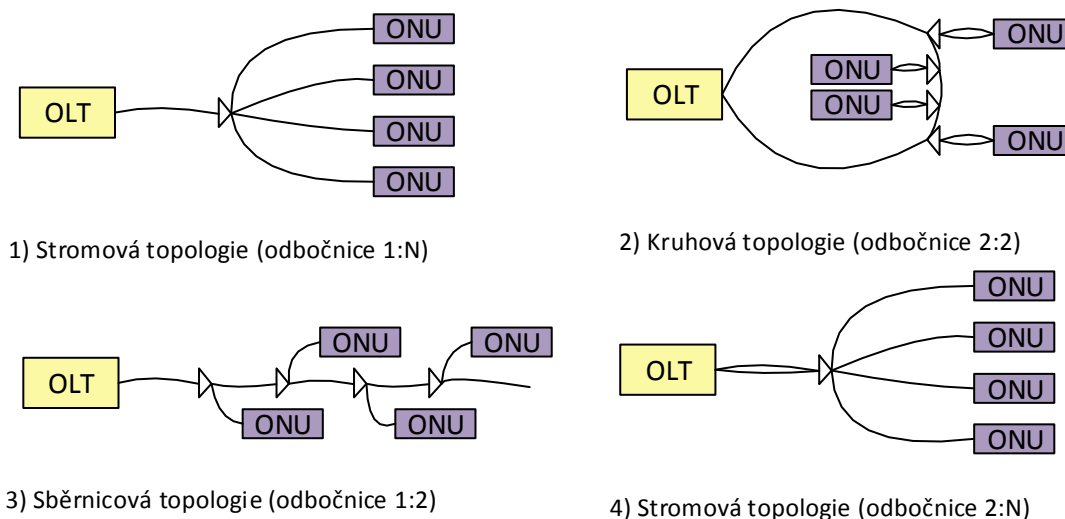 OLT
ONU
ONU
ONU
ONU
1) Stromová topologie (odbočnice 1:N)
OLT
ONU
ONU
ONU
ONU
2) Kruhová topologie (odbočnice 2:2)
OLT
ONU
ONU
ONU
ONU
3) Sběrnicová topologie (odbočnice 1:2)
OLT
ONU
ONU
ONU
ONU
4) Stromová topologie (odbočnice 2:N)